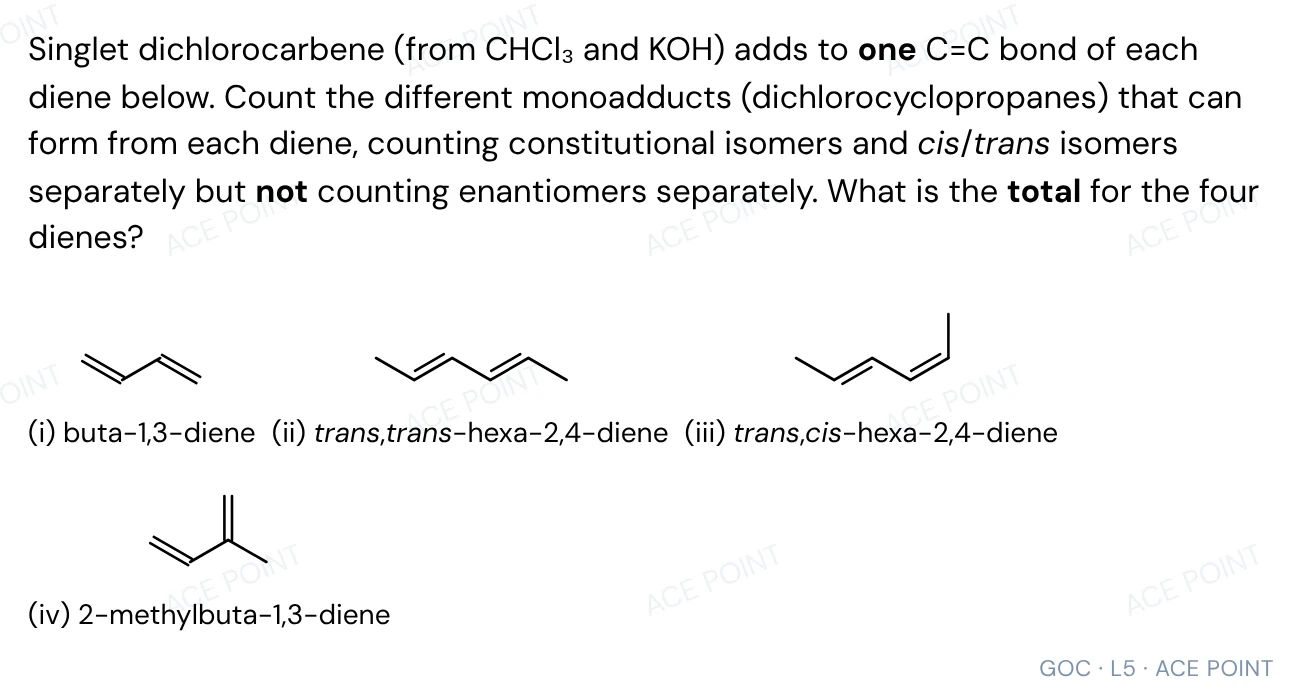 Singlet dichlorocarbene (from CHCl₃ and KOH) adds to one C=C bond of each
diene below. Count the different monoadducts (dichlorocyclopropanes) that can
form from each diene, counting constitutional isomers and cis/trans isomers
separately but not counting enantiomers separately. What is the total for the four
dienes?
(i) buta-1,3-diene (ii) trans,trans-hexa-2,4-diene (iii) trans,cis-hexa-2,4-diene
(iv) 2-methylbuta-1,3-diene
GOC · L5 · ACE POINT